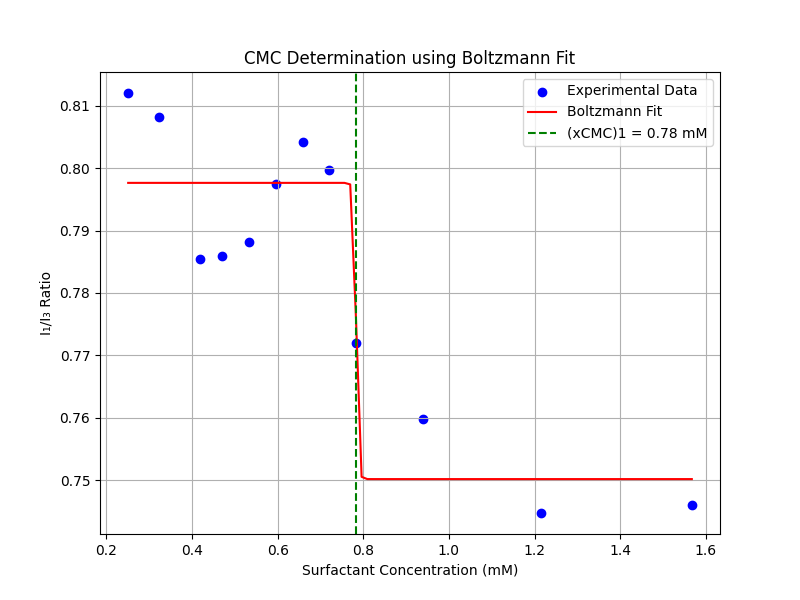 CMC Determination using Boltzmann Fit
Experimental Data
Boltzmann Fit
(xCMC)1 = 0.78 mM
I₁/I₃ Ratio
0.81
0.80
0.79
0.78
0.77
0.76
0.75
0.2 0.4 0.6 0.8 1.0 1.2 1.4 1.6
Surfactant Concentration (mM)